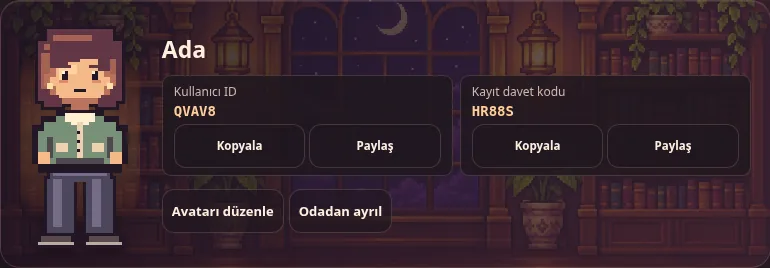 Ada
Kullanıcı ID
QVAV8
Kopyala
Paylaş
Kayıt davet kodu
HR88S
Kopyala
Paylaş
Avatarı düzenle
Odadan ayrıl